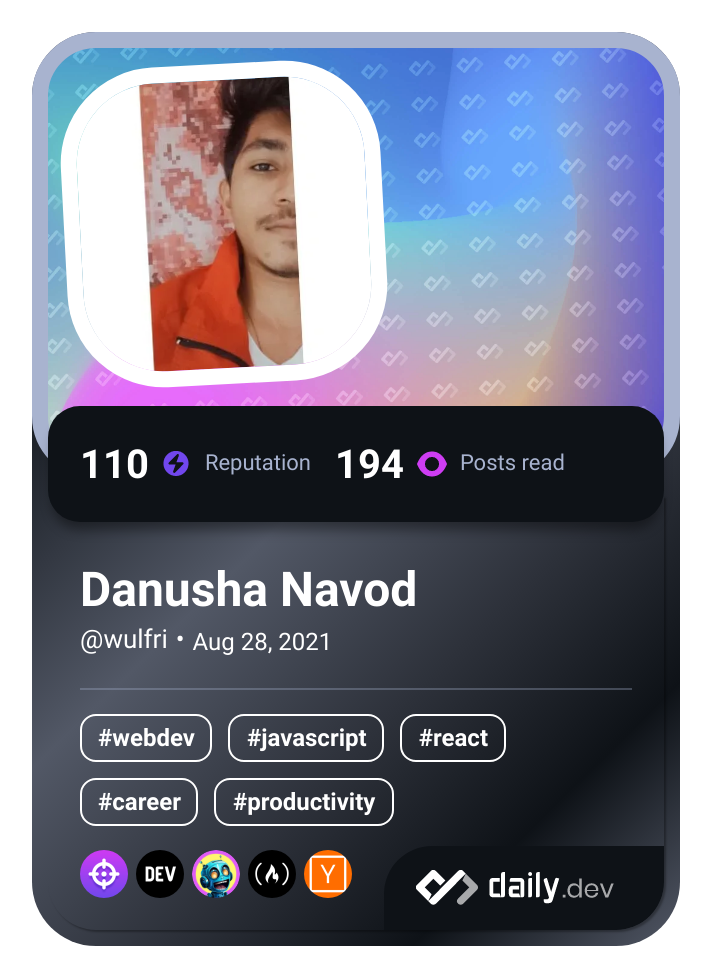 110 Reputation 194 Posts read
Danusha Navod
@wulfri • Aug 28, 2021
#webdev #javascript #react
#career #productivity
DEV Y
daily.dev